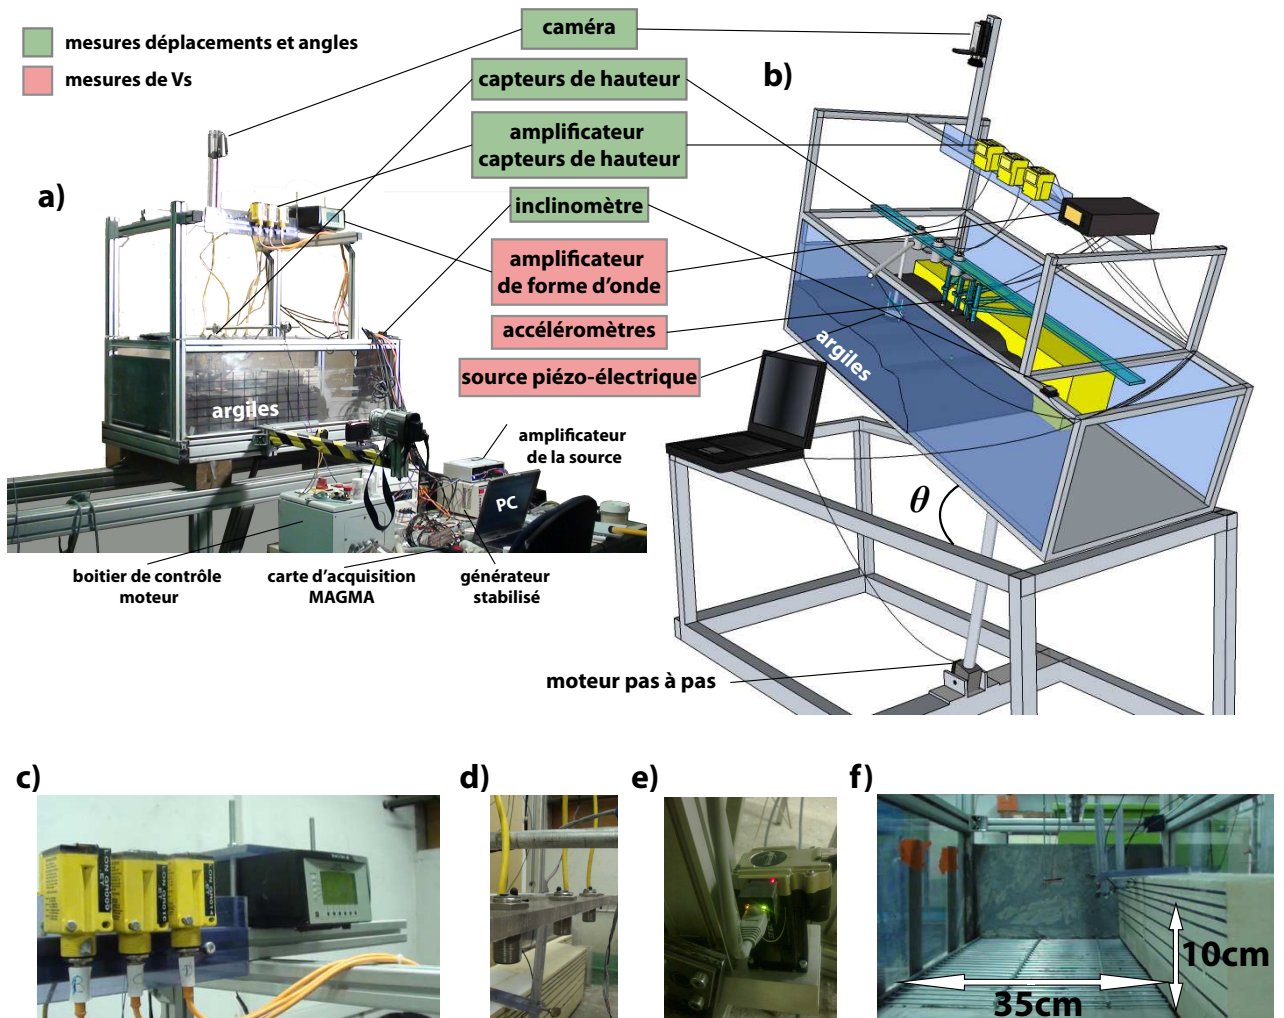 mesures déplacements et angles
mesures de Vs
caméra
capteurs de hauteur
amplificateur
capteurs de hauteur
inclinomètre
amplificateur
de forme d'onde
accéléromètres
source piézo-électrique
a)
b)
argiles
argiles
amplificateur
de la source
PC
θ
boitier de contrôle
moteur
carte d'acquisition
MAGMA
générateur
stabilisé
moteur pas à pas
c)
d)
e)
f)
10cm
35cm